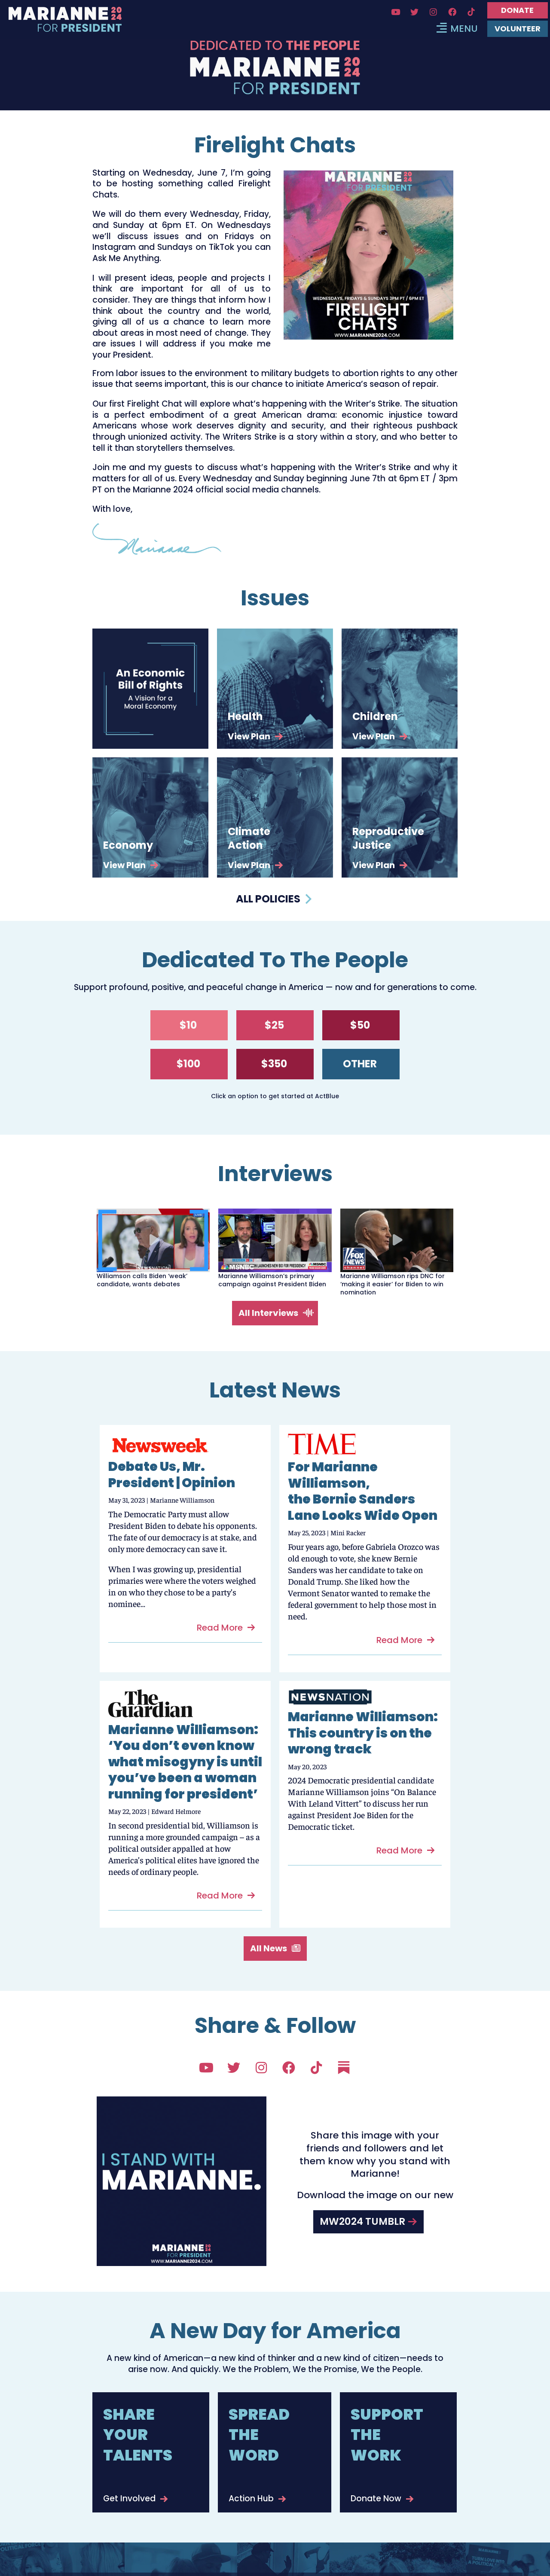 MARIANNE 2024
FOR PRESIDENT
DONATE
MENU
VOLUNTEER
DEDICATED TO THE PEOPLE
MARIANNE 2024
FOR PRESIDENT
Firelight Chats
Starting on Wednesday, June 7, I'm going
to be hosting something called Firelight
Chats.
We will do them every Wednesday, Friday,
and Sunday at 6pm ET. On Wednesdays
we'll discuss issues and on Fridays on
Instagram and Sundays on TikTok you can
Ask Me Anything.
I will present ideas, people and projects I
think are important for all of us to
consider. They are things that inform how I
think about the country and the world,
giving all of us a chance to learn more
about areas in most need of change. They
are issues I will address if you make me
your President.
MARIANNE 2024
FOR PRESIDENT
WEDNESDAYS, FRIDAYS & SUNDAYS 3PM PT / 6PM ET
FIRELIGHT
CHATS
WWW.MARIANNE2024.COM
From labor issues to the environment to military budgets to abortion rights to any other
issue that seems important, this is our chance to initiate America's season of repair.
Our first Firelight Chat will explore what's happening with the Writer's Strike. The situation
is a perfect embodiment of a great American drama: economic injustice toward
Americans whose work deserves dignity and security, and their righteous pushback
through unionized activity. The Writers Strike is a story within a story, and who better to
tell it than storytellers themselves.
Join me and my guests to discuss what's happening with the Writer's Strike and why it
matters for all of us. Every Wednesday and Sunday beginning June 7th at 6pm ET / 3pm
PT on the Marianne 2024 official social media channels.
With love,
Marianne
Issues
An Economic
Bill of Rights
A Vision for a
Moral Economy
Health
View Plan
Children
View Plan
Economy
View Plan
Climate
Action
View Plan
Reproductive
Justice
View Plan
ALL POLICIES
Dedicated To The People
Support profound, positive, and peaceful change in America — now and for generations to come.
$10
$25
$50
$100
$350
OTHER
Click an option to get started at ActBlue
Interviews
MSNBC
FOX NEWS
Williamson calls Biden 'weak'
candidate, wants debates
Marianne Williamson's primary
campaign against President Biden
Marianne Williamson rips DNC for
'making it easier' for Biden to win
nomination
All Interviews
Latest News
Newsweek
Debate Us, Mr.
President | Opinion
May 31, 2023 | Marianne Williamson
The Democratic Party must allow
President Biden to debate his opponents.
The fate of our democracy is at stake, and
only more democracy can save it.
When I was growing up, presidential
primaries were where the voters weighed
in on who they chose to be a party's
nominee...
Read More
TIME
For Marianne
Williamson,
the Bernie Sanders
Lane Looks Wide Open
May 25, 2023 | Mini Racker
Four years ago, before Gabriela Orozco was
old enough to vote, she knew Bernie
Sanders was her candidate to take on
Donald Trump. She liked how the
Vermont Senator wanted to remake the
federal government to help those most in
need.
Read More
The
Guardian
Marianne Williamson:
'You don't even know
what misogyny is until
you've been a woman
running for president'
May 22, 2023 | Edward Helmore
In second presidential bid, Williamson is
running a more grounded campaign – as a
political outsider appalled at how
America's political elites have ignored the
needs of ordinary people.
Read More
NEWSNATION
Marianne Williamson:
This country is on the
wrong track
May 20, 2023
2024 Democratic presidential candidate
Marianne Williamson joins "On Balance
With Leland Vittert" to discuss her run
against President Joe Biden for the
Democratic ticket.
Read More
All News
Share & Follow
I STAND WITH
MARIANNE.
MARIANNE 2024
FOR PRESIDENT
WWW.MARIANNE2024.COM
Share this image with your
friends and followers and let
them know why you stand with
Marianne!
Download the image on our new
MW2024 TUMBLR
A New Day for America
A new kind of American—a new kind of thinker and a new kind of citizen—needs to
arise now. And quickly. We the Problem, We the Promise, We the People.
SHARE
YOUR
TALENTS
Get Involved
SPREAD
THE
WORD
Action Hub
SUPPORT
THE
WORK
Donate Now